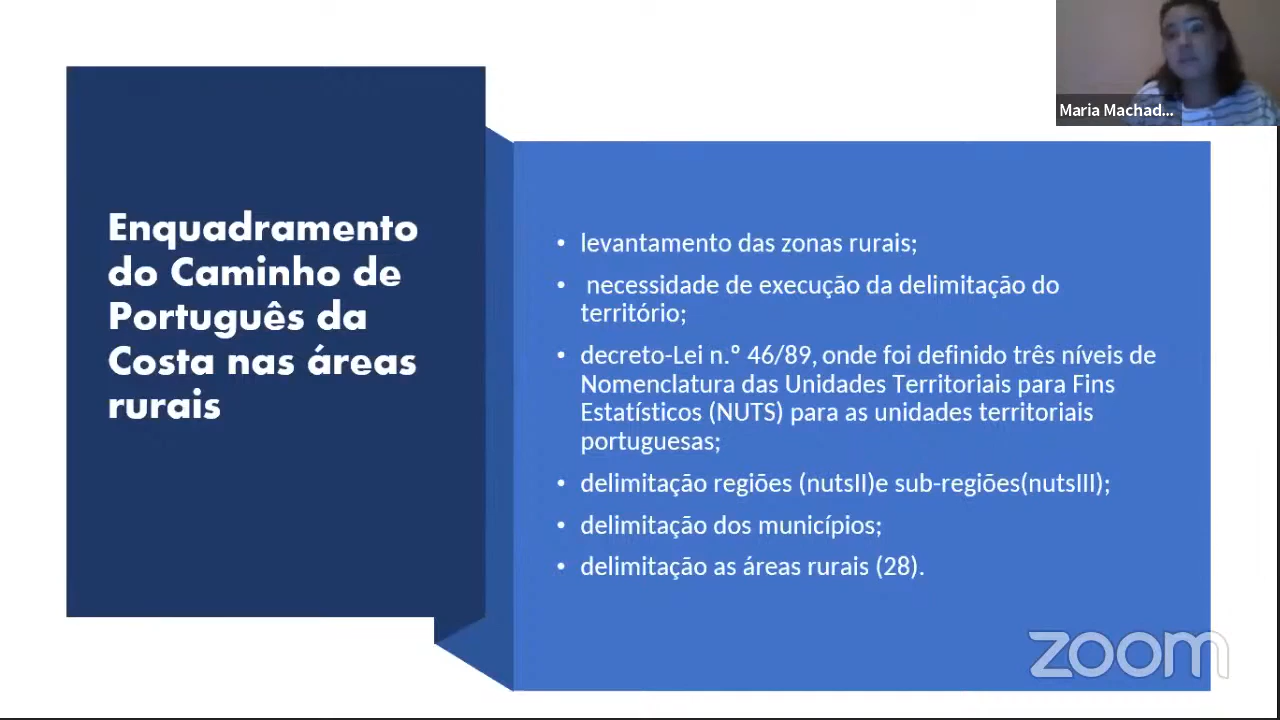 Maria Machad...
Enquadramento
do Caminho de
Português da
Costa nas áreas
rurais
• levantamento das zonas rurais;
• necessidade de execução da delimitação do
território;
• decreto-Lei n.º 46/89, onde foi definido três níveis de
Nomenclatura das Unidades Territoriais para Fins
Estatísticos (NUTS) para as unidades territoriais
portuguesas;
• delimitação regiões (nutsII)e sub-regiões(nutsIII);
• delimitação dos municípios;
• delimitação as áreas rurais (28).
zoom